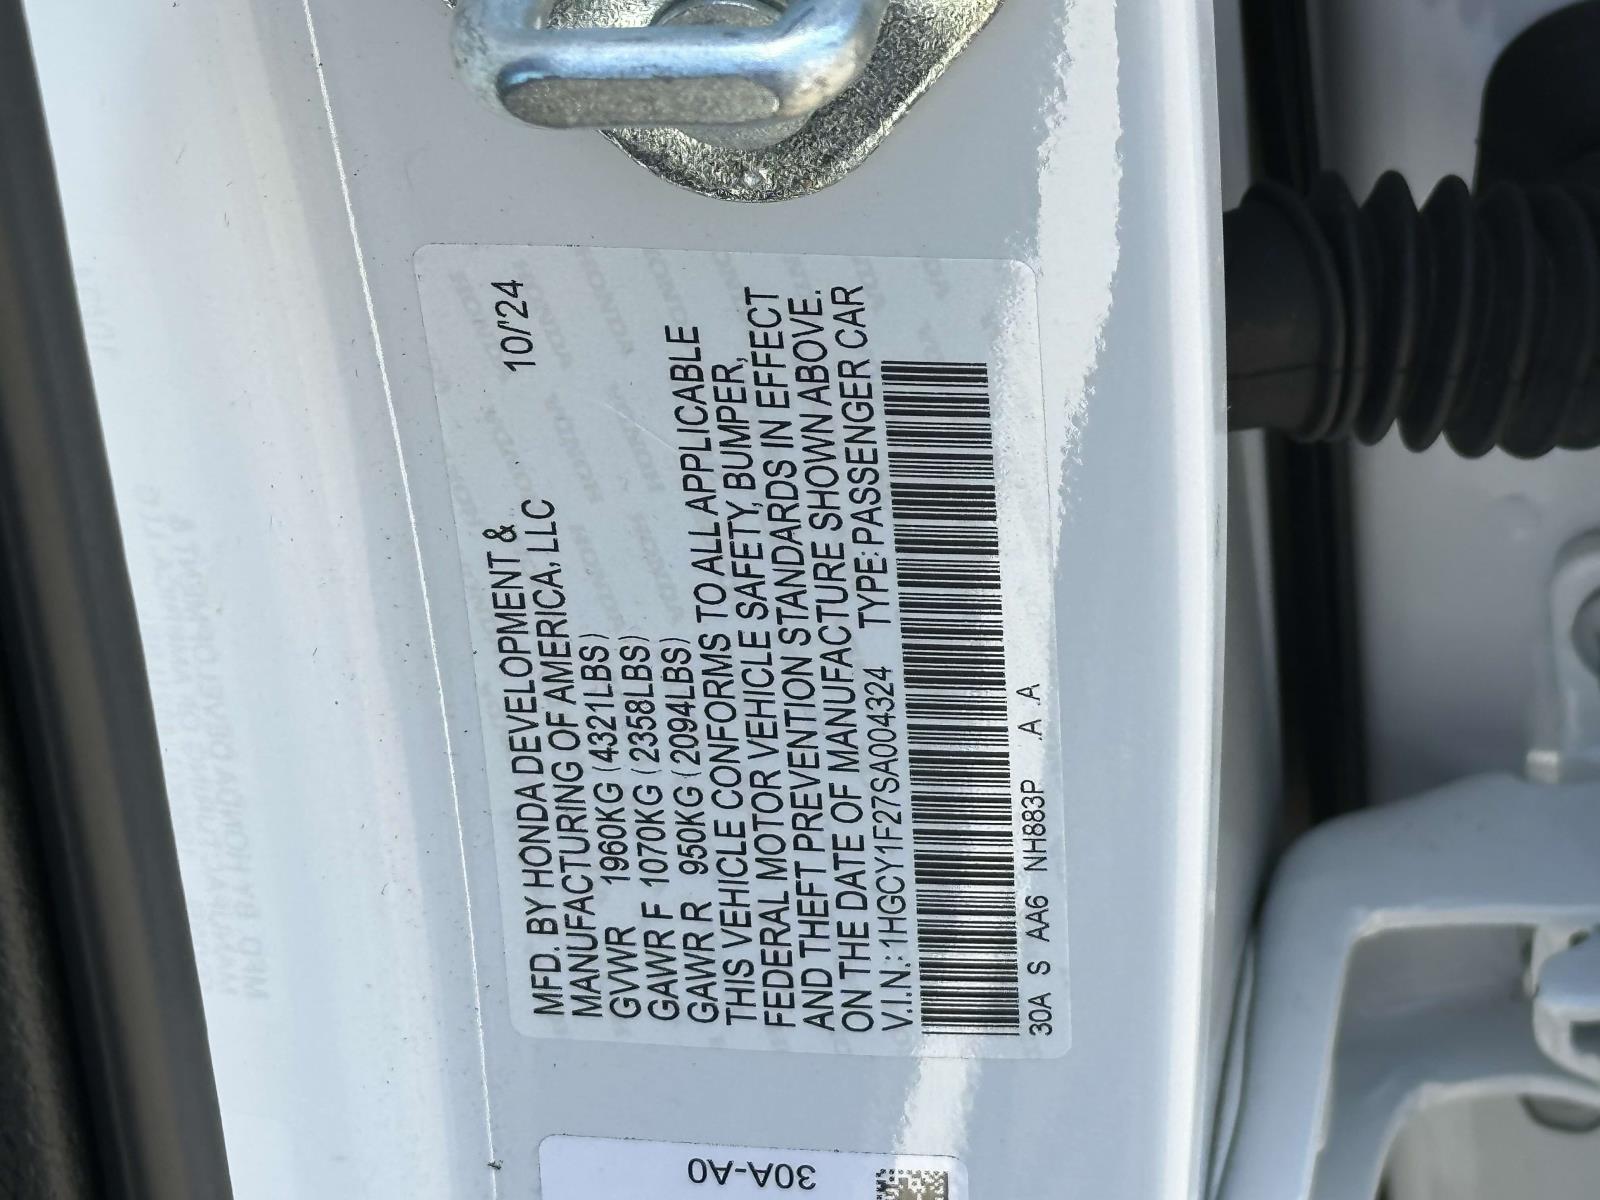 MFD. BY HONDA DEVELOPMENT & 10/'24
MANUFACTURING OF AMERICA, LLC
GVWR 1960KG (4321LBS)
GAWR F 1070KG (2358LBS)
GAWR R 950KG (2094LBS)
THIS VEHICLE CONFORMS TO ALL APPLICABLE
FEDERAL MOTOR VEHICLE SAFETY, BUMPER,
AND THEFT PREVENTION STANDARDS IN EFFECT
ON THE DATE OF MANUFACTURE SHOWN ABOVE.
V.I.N.: 1HGCY1F27SA004324 TYPE: PASSENGER CAR
30A S AA6 NH883P A A
30A-A0